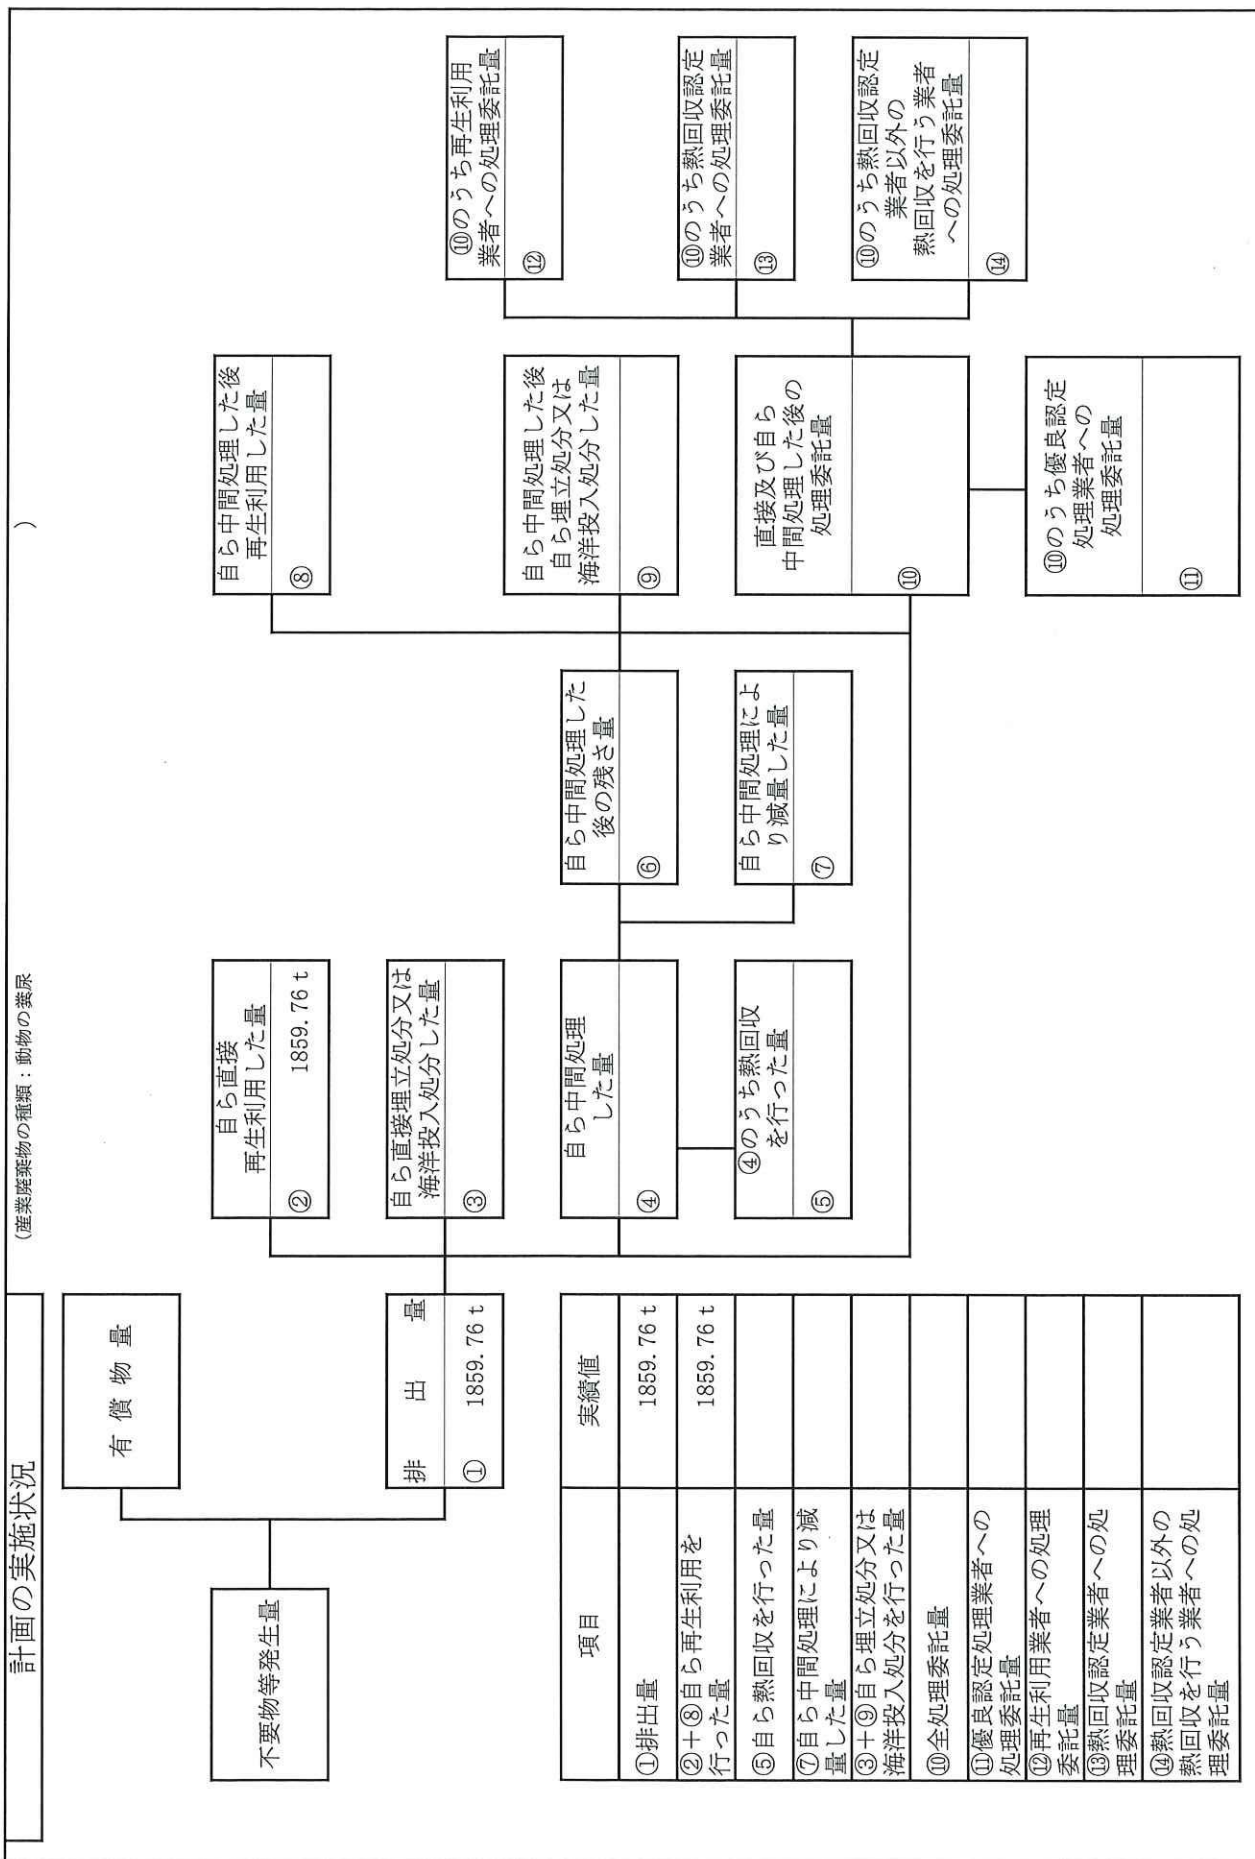 計画の実施状況
(産業廃棄物の種類：動物の糞尿
)
有償物量
不要物等発生量
排出量
① 1859.76 t
自ら直接
再生利用した量
② 1859.76 t
自ら直接埋立処分又は
海洋投入処分した量
③
自ら中間処理
した量
④
④のうち熱回収
を行った量
⑤
自ら中間処理した
後の残さ量
⑥
自ら中間処理によ
り減量した量
⑦
自ら中間処理した後
再生利用した量
⑧
自ら中間処理した後
自ら埋立処分又は
海洋投入処分した量
⑨
直接及び自ら
中間処理した後の
処理委託量
⑩
⑩のうち優良認定
処理業者への
処理委託量
⑪
⑩のうち再生利用
業者への処理委託量
⑫
⑩のうち熱回収認定
業者への処理委託量
⑬
⑩のうち熱回収認定
業者以外の
熱回収を行う業者
への処理委託量
⑭
項目 実績値
①排出量 1859.76 t
②＋⑧自ら再生利用を
行った量 1859.76 t
⑤自ら熱回収を行った量
⑦自ら中間処理により減
量した量
③＋⑨自ら埋立処分又は
海洋投入処分を行った量
⑩全処理委託量
⑪優良認定処理業者への
処理委託量
⑫再生利用業者への処理
委託量
⑬熱回収認定業者への処
理委託量
⑭熱回収認定業者以外の
熱回収を行う業者への処
理委託量